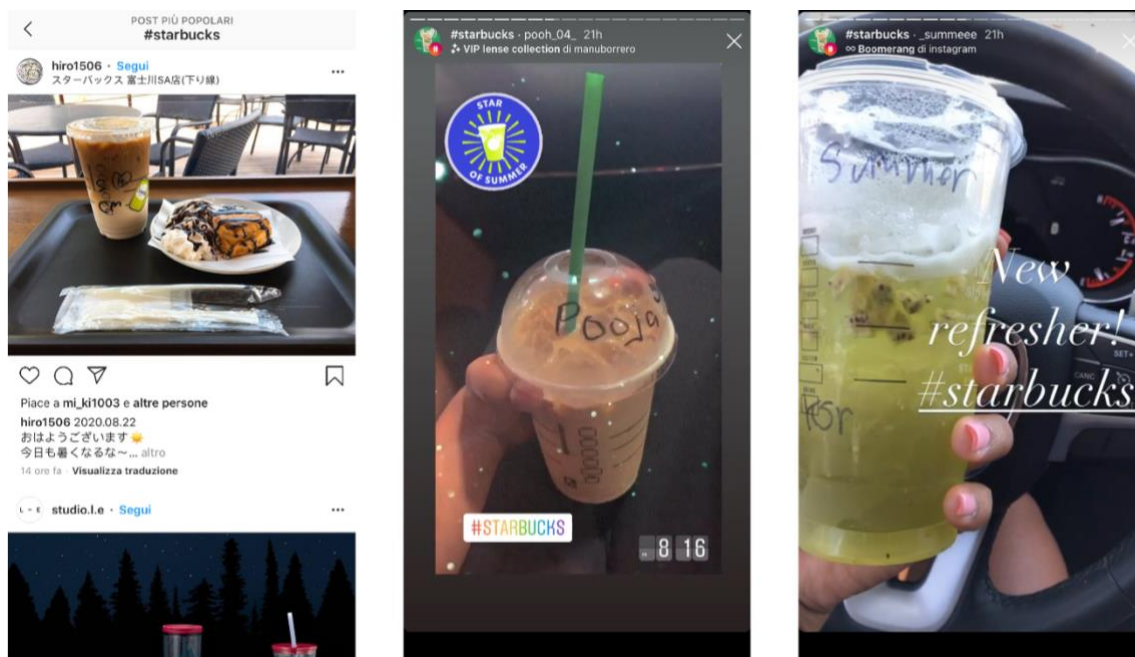 POST PIÙ POPOLARI
#starbucks
hiro1506 · Segui
スターバックス 富士川SA店(下り線)
Piace a mi_ki1003 e altre persone
hiro1506 2020.08.22
おはようございます☀️
今日も暑くなるな〜... altro
14 ore fa · Visualizza traduzione
studio.l.e · Segui
#starbucks · pooh_04_ 21h
VIP lense collection di manuborrero
STAR
OF SUMMER
Pooja
#STARBUCKS
8 16
#starbucks · _summeee 21h
∞ Boomerang di instagram
Summer
New
refresher!
#starbucks
SET+
CANC